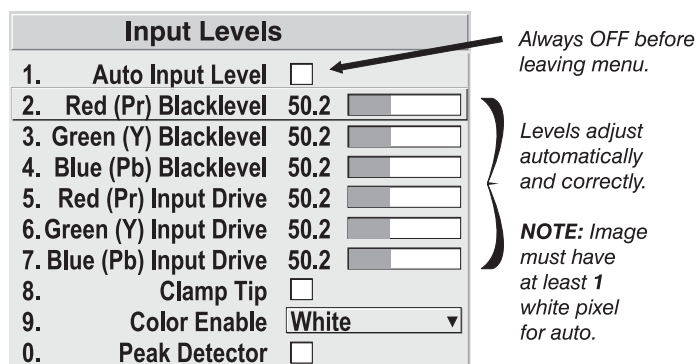 Input Levels
1. Auto Input Level
2. Red (Pr) Blacklevel 50.2
3. Green (Y) Blacklevel 50.2
4. Blue (Pb) Blacklevel 50.2
5. Red (Pr) Input Drive 50.2
6. Green (Y) Input Drive 50.2
7. Blue (Pb) Input Drive 50.2
8. Clamp Tip
9. Color Enable White
0. Peak Detector
Always OFF before
leaving menu.
Levels adjust
automatically
and correctly.
NOTE: Image
must have
at least 1
white pixel
for auto.